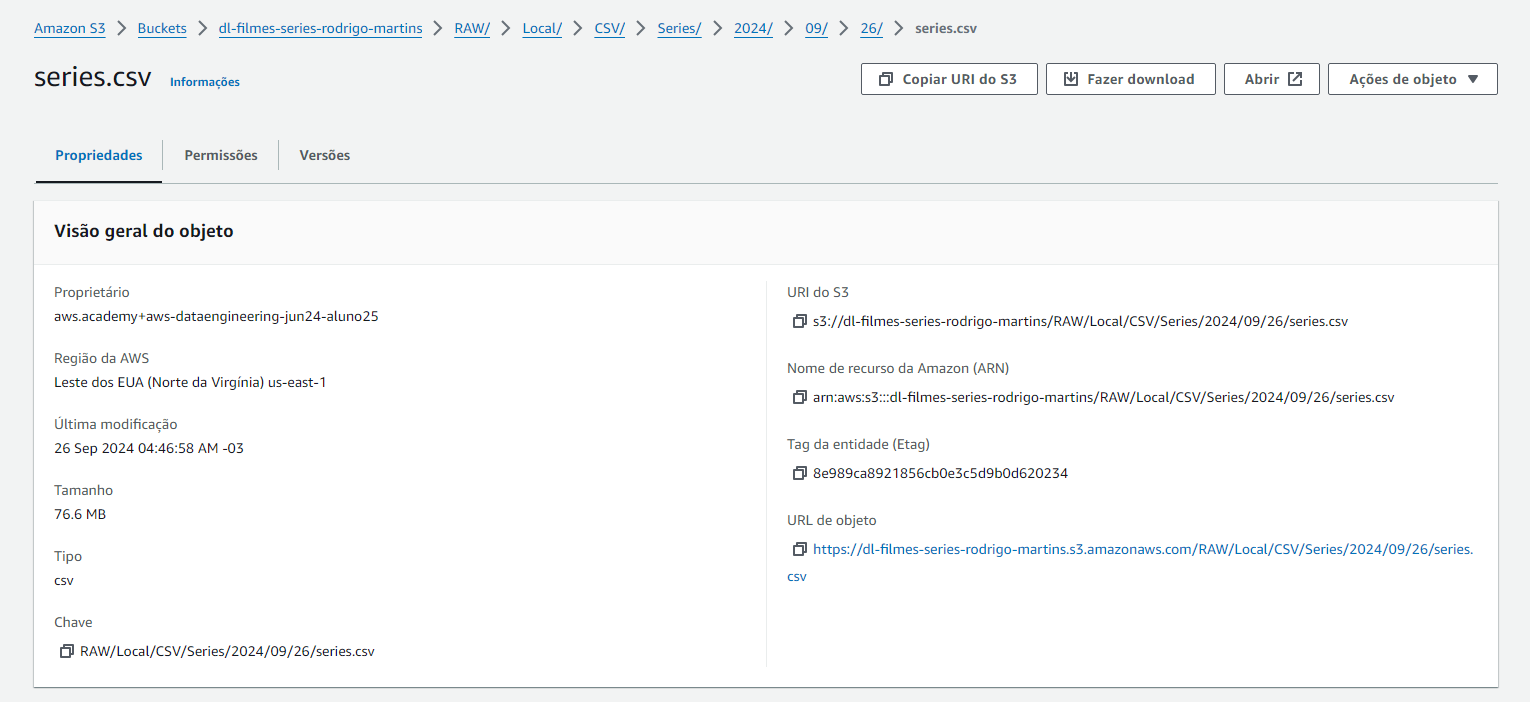 Amazon S3 > Buckets > dl-filmes-series-rodrigo-martins > RAW/ > Local/ > CSV/ > Series/ > 2024/ > 09/ > 26/ > series.csv
series.csv Informações
Copiar URI do S3 Fazer download Abrir Ações de objeto
Propriedades Permissões Versões
Visão geral do objeto
Proprietário
aws.academy+aws-dataengineering-jun24-aluno25
Região da AWS
Leste dos EUA (Norte da Virgínia) us-east-1
Última modificação
26 Sep 2024 04:46:58 AM -03
Tamanho
76.6 MB
Tipo
csv
Chave
RAW/Local/CSV/Series/2024/09/26/series.csv
URI do S3
s3://dl-filmes-series-rodrigo-martins/RAW/Local/CSV/Series/2024/09/26/series.csv
Nome de recurso da Amazon (ARN)
arn:aws:s3:::dl-filmes-series-rodrigo-martins/RAW/Local/CSV/Series/2024/09/26/series.csv
Tag da entidade (Etag)
8e989ca8921856cb0e3c5d9b0d620234
URL de objeto
https://dl-filmes-series-rodrigo-martins.s3.amazonaws.com/RAW/Local/CSV/Series/2024/09/26/series.
csv